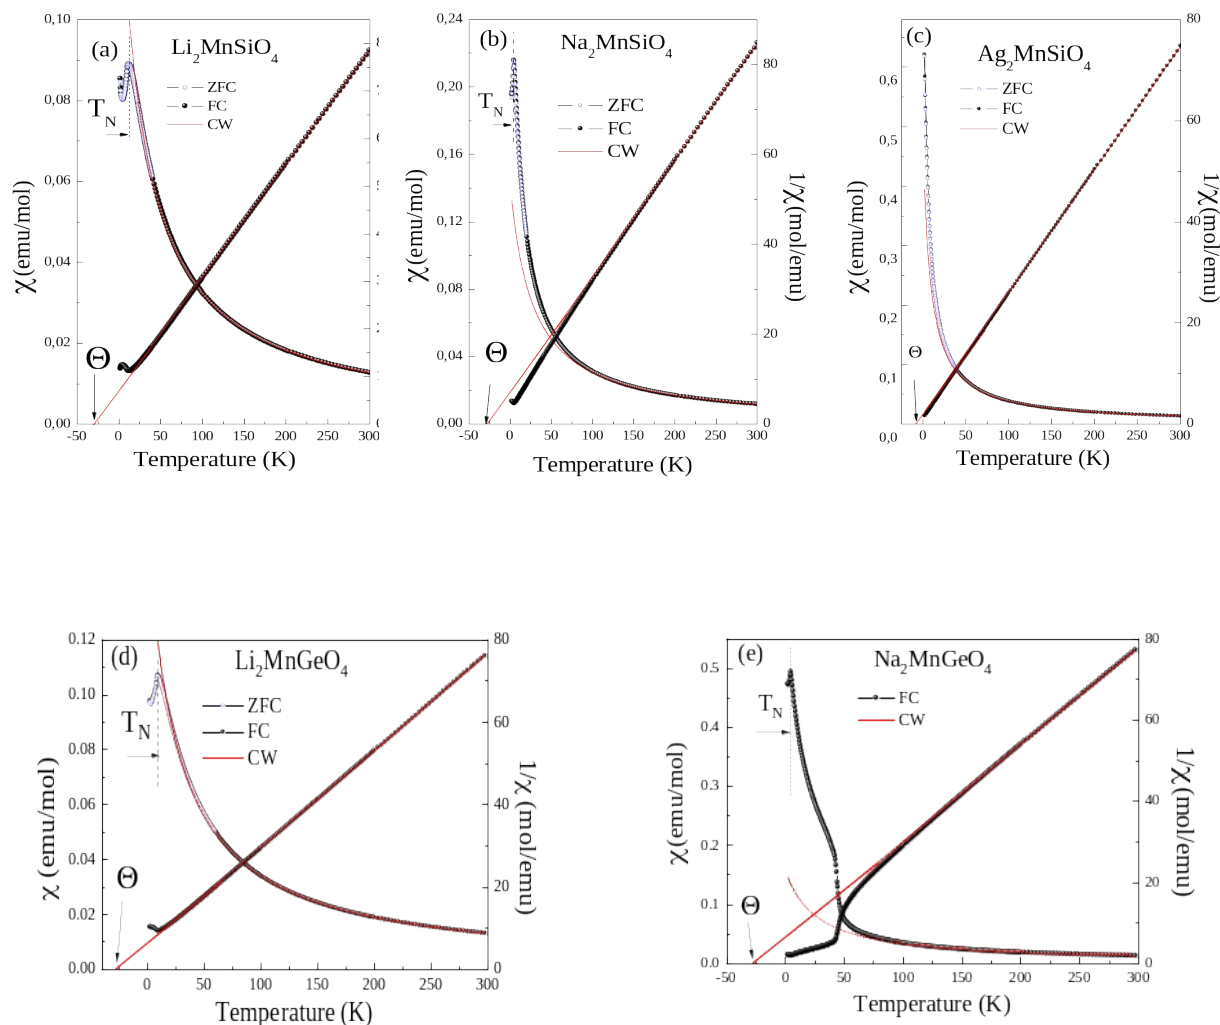 (a) Li2MnSiO4
ZFC
FC
CW
TN
Θ
χ(emu/mol)
0,10
0,08
0,06
0,04
0,02
0,00
8
7
6
5
4
3
2
1
0
-50 0 50 100 150 200 250 300
Temperature (K)
(b) Na2MnSiO4
ZFC
FC
CW
TN
Θ
χ(emu/mol)
0,24
0,20
0,16
0,12
0,08
0,04
0,00
80
60
40
20
0
1/χ(mol/emu)
-50 0 50 100 150 200 250 300
Temperature (K)
(c) Ag2MnSiO4
ZFC
FC
CW
Θ
χ(emu/mol)
0,6
0,5
0,4
0,3
0,2
0,1
0,0
80
60
40
20
0
1/χ(mol/emu)
-50 0 50 100 150 200 250 300
Temperature (K)
(d) Li2MnGeO4
ZFC
FC
CW
TN
Θ
χ (emu/mol)
0.12
0.10
0.08
0.06
0.04
0.02
0.00
80
60
40
20
0
1/χ (mol/emu)
0 50 100 150 200 250 300
Temperature (K)
(e) Na2MnGeO4
FC
CW
TN
Θ
χ(emu/mol)
0.5
0.4
0.3
0.2
0.1
0.0
80
60
40
20
0
1/χ(mol/emu)
-50 0 50 100 150 200 250 300
Temperature (K)